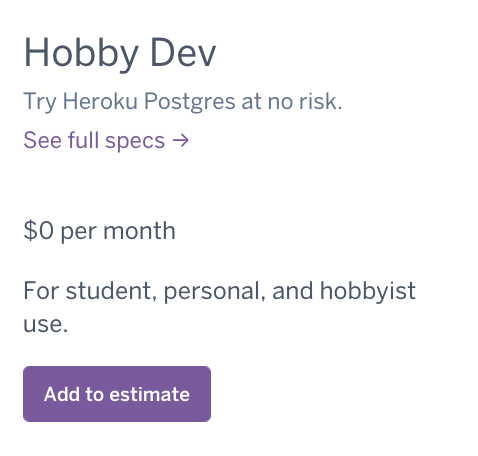 Hobby Dev
Try Heroku Postgres at no risk.
See full specs →
$0 per month
For student, personal, and hobbyist
use.
Add to estimate